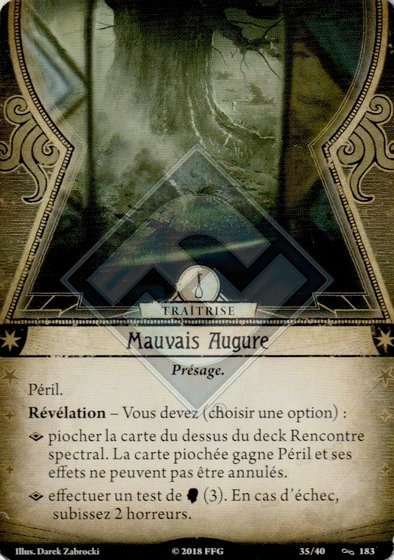 TRAÎTRISE
Mauvais Augure
Présage.
Péril.
Révélation – Vous devez (choisir une option) :
piocher la carte du dessus du deck Rencontre
spectral. La carte piochée gagne Péril et ses
effets ne peuvent pas être annulés.
effectuer un test de (3). En cas d'échec,
subissez 2 horreurs.
Illus. Darek Zabrocki © 2018 FFG 35/40 183